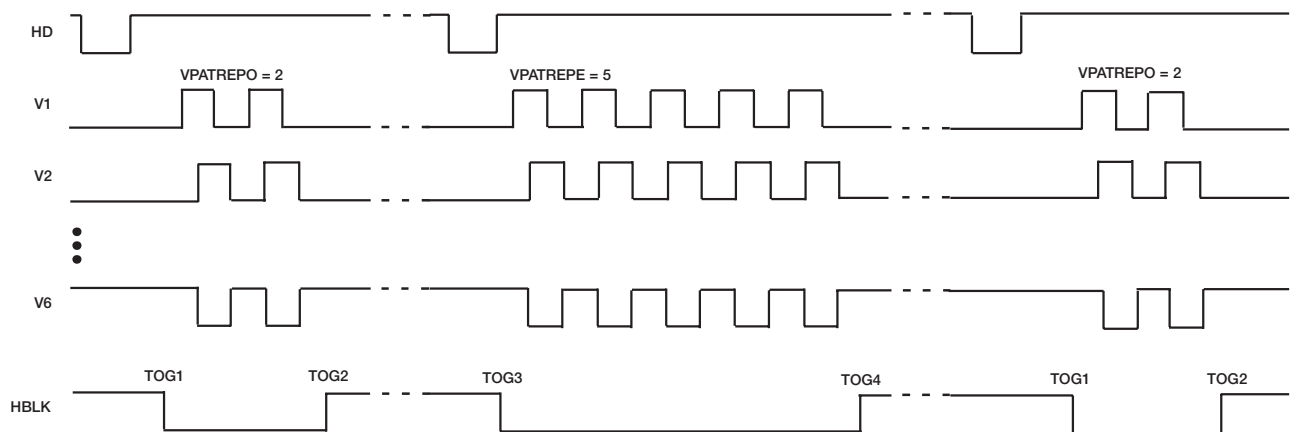 HD
VPATREPO = 2
VPATREPE = 5
VPATREPO = 2
V1
V2
V6
TOG1
TOG2
TOG3
TOG4
TOG1
TOG2
HBLK